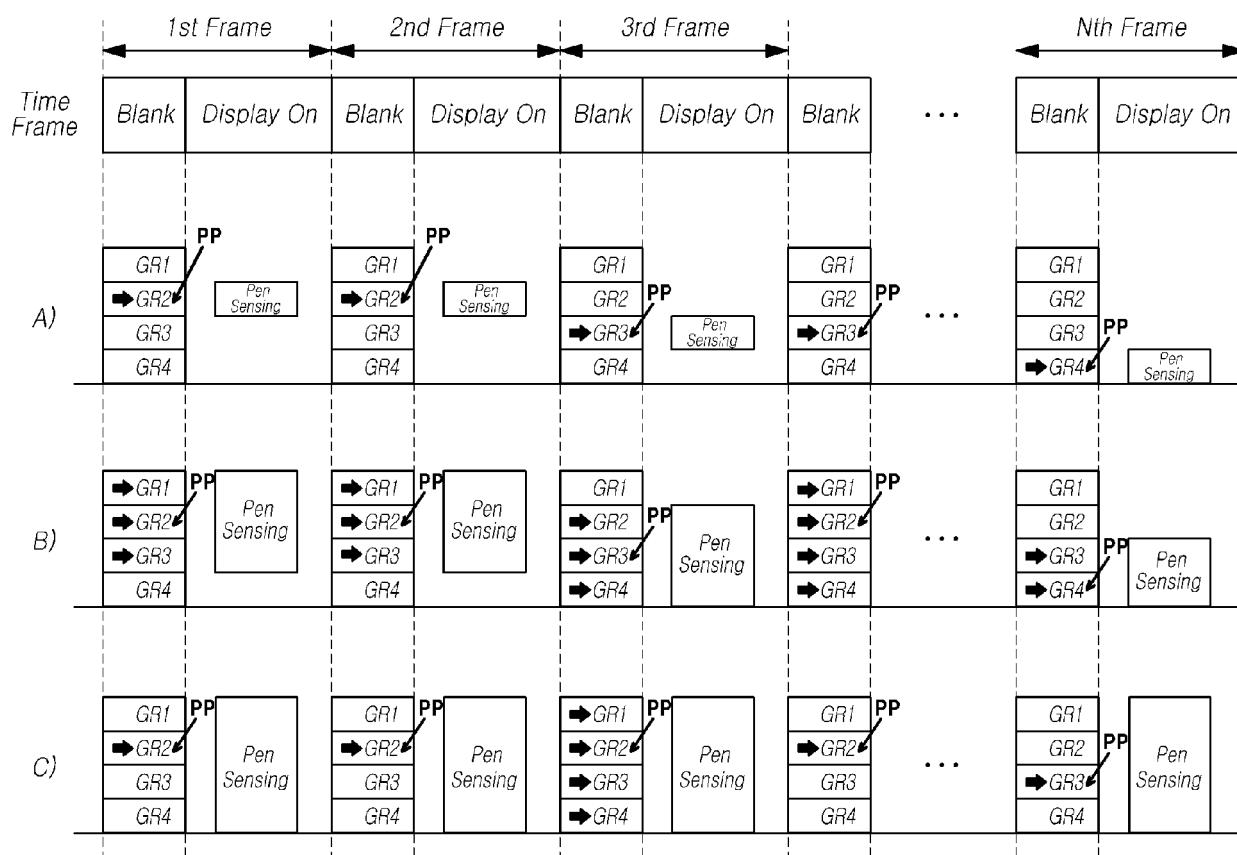 1st Frame 2nd Frame 3rd Frame Nth Frame
Time Frame Blank Display On Blank Display On Blank Display On Blank ... Blank Display On
A)
PP PP
GR1 GR1 GR1 GR1 GR1
GR2 Pen Sensing GR2 Pen Sensing GR2 PP GR2 PP GR2
GR3 GR3 GR3 Pen Sensing GR3 ... GR3 PP
GR4 GR4 GR4 GR4 GR4 Pen Sensing
B)
GR1 PP GR1 PP GR1 GR1 PP GR1
GR2 Pen Sensing GR2 Pen Sensing GR2 PP GR2 GR2
GR3 GR3 GR3 Pen Sensing GR3 ... GR3 PP
GR4 GR4 GR4 GR4 GR4 Pen Sensing
C)
GR1 PP GR1 PP GR1 PP GR1 PP GR1
GR2 GR2 GR2 GR2 GR2 PP
GR3 Pen Sensing GR3 Pen Sensing GR3 Pen Sensing GR3 ... GR3 Pen Sensing
GR4 GR4 GR4 GR4 GR4